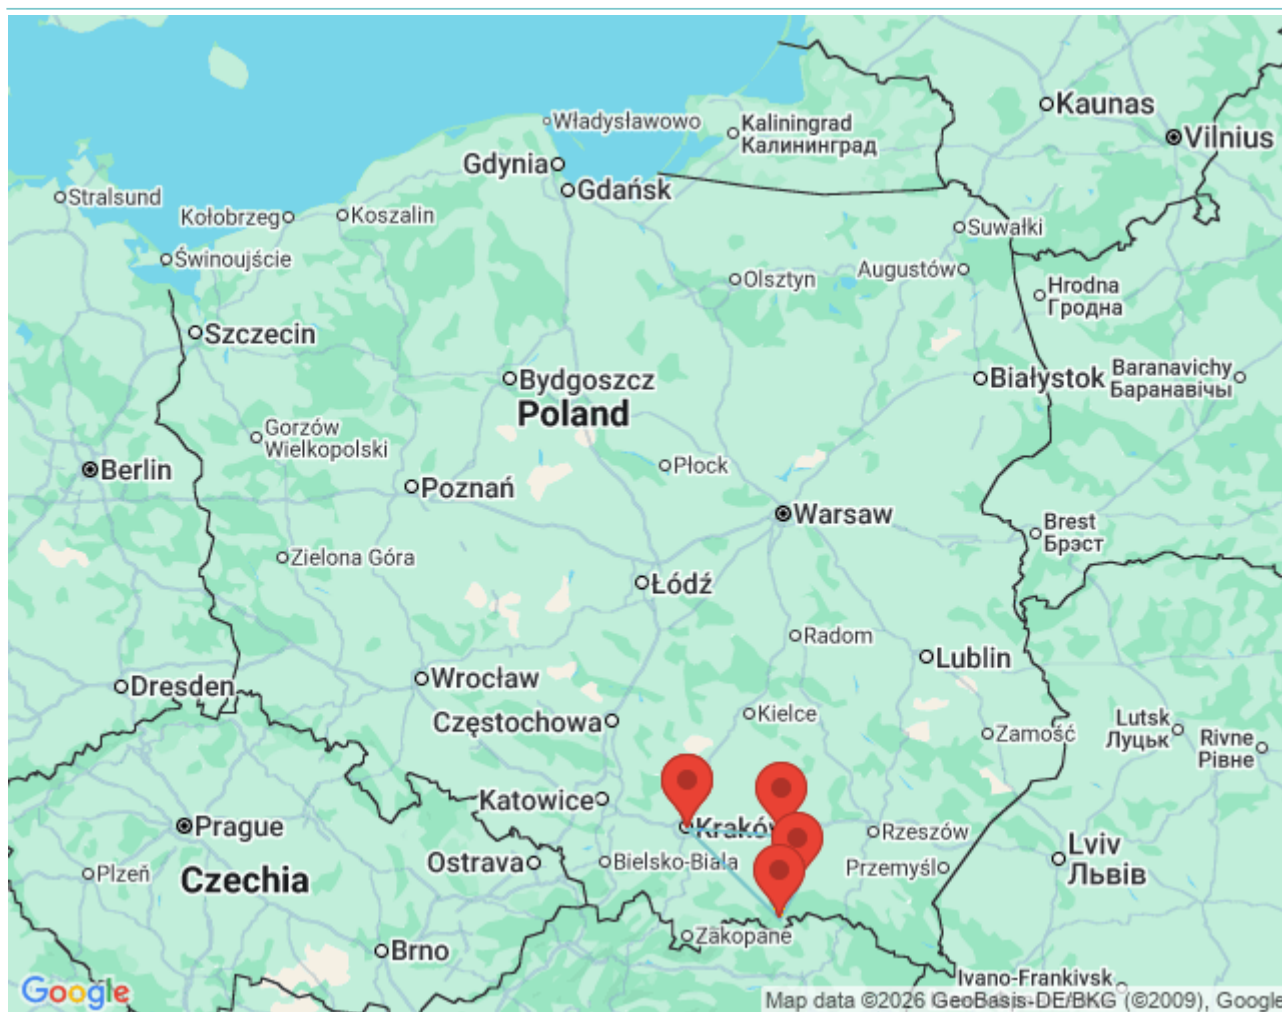 Kaunas
Vilnius
Władysławowo
Kaliningrad
Калининград
Gdynia
Gdańsk
Stralsund
Kołobrzeg
Koszalin
Suwałki
Świnoujście
Olsztyn
Augustów
Hrodna
Гродна
Szczecin
Bydgoszcz
Poland
Białystok
Baranavichy
Баранавічы
Gorzów
Wielkopolski
Berlin
Płock
Poznań
Warsaw
Brest
Брэст
Zielona Góra
Łódź
Radom
Lublin
Wrocław
Dresden
Częstochowa
Kielce
Zamość
Lutsk
Луцьк
Rivne
Рівне
Katowice
Kraków
Rzeszów
Prague
Ostrava
Bielsko-Biala
Przemyśl
Lviv
Львів
Plzeň
Czechia
Zakopane
Brno
Ivano-Frankivsk
Google
Map data ©2026 GeoBasis-DE/BKG (©2009), Google